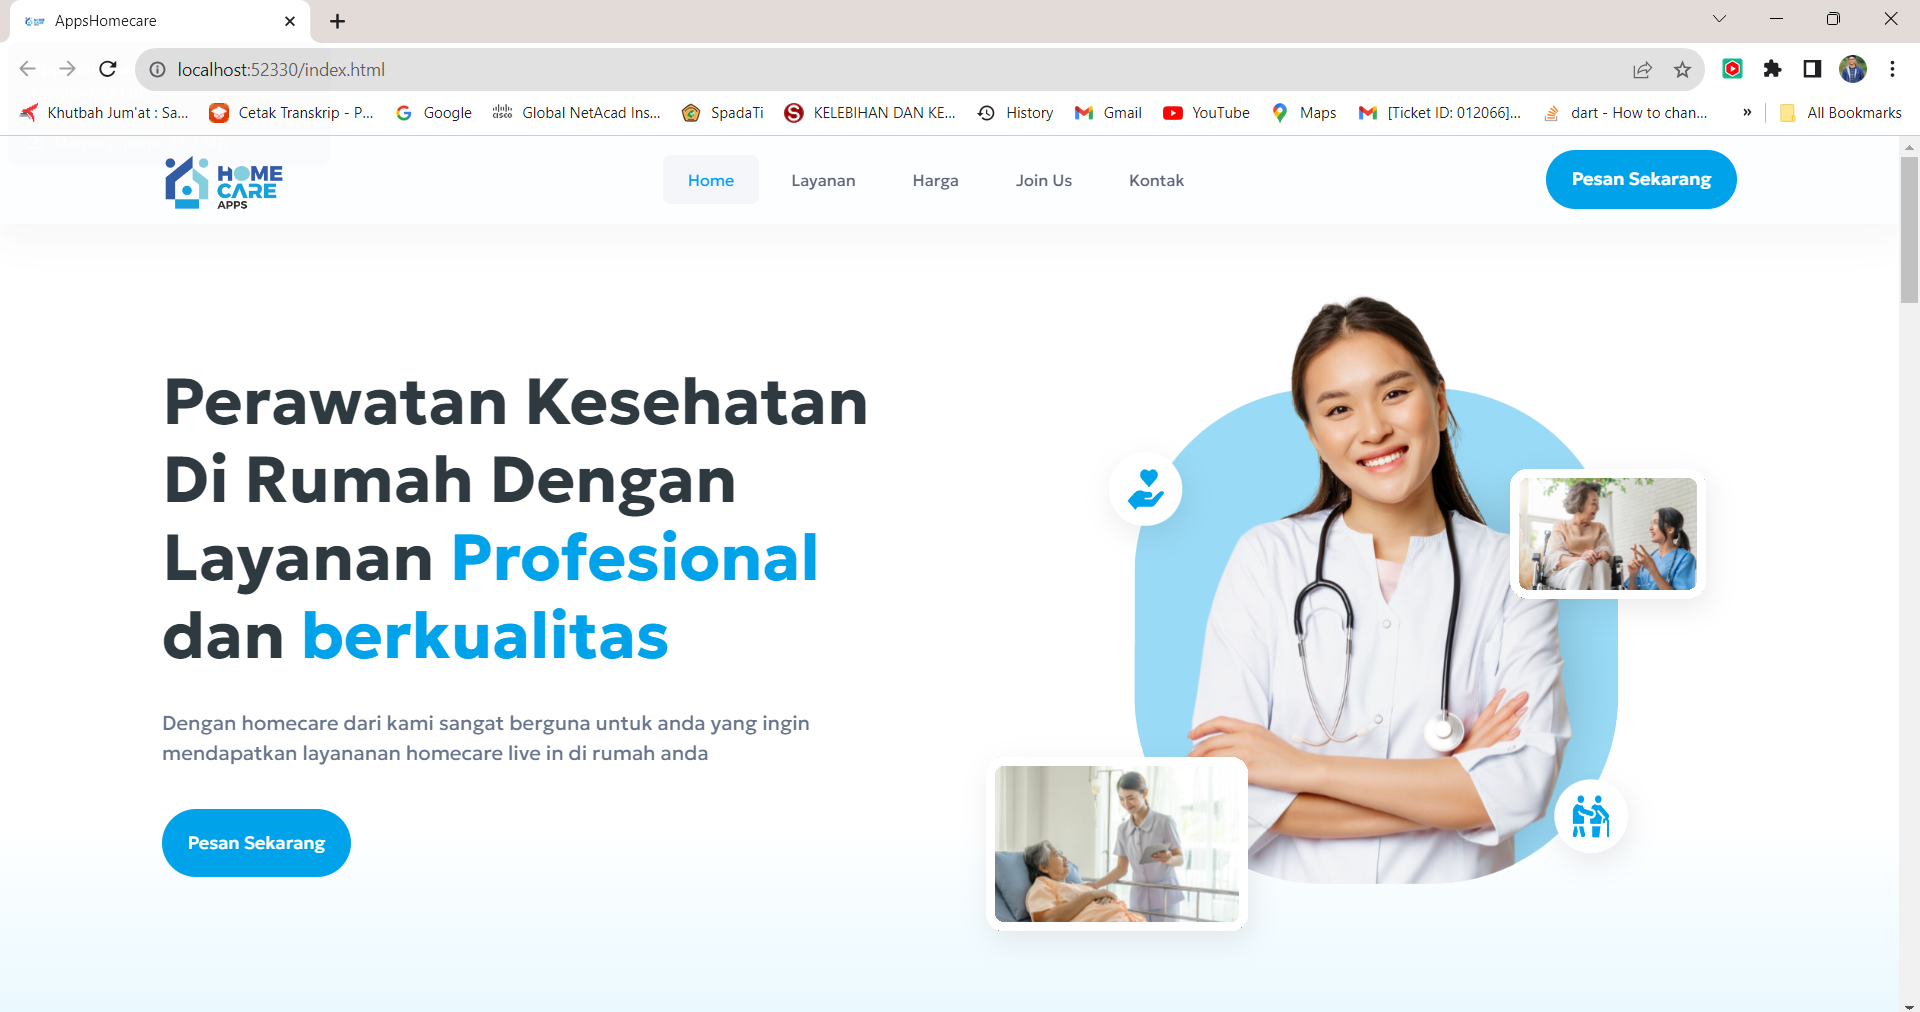 AppsHomecare
localhost:52330/index.html
Khutbah Jum'at : Sa...
Cetak Transkrip - P...
Google
Global NetAcad Ins...
SpadaTi
KELEBIHAN DAN KE...
History
Gmail
YouTube
Maps
[Ticket ID: 012066]...
dart - How to chan...
»
All Bookmarks
HOME
CARE
APPS
Home
Layanan
Harga
Join Us
Kontak
Pesan Sekarang
Perawatan Kesehatan
Di Rumah Dengan
Layanan Profesional
dan berkualitas
Dengan homecare dari kami sangat berguna untuk anda yang ingin
mendapatkan layananan homecare live in di rumah anda
Pesan Sekarang